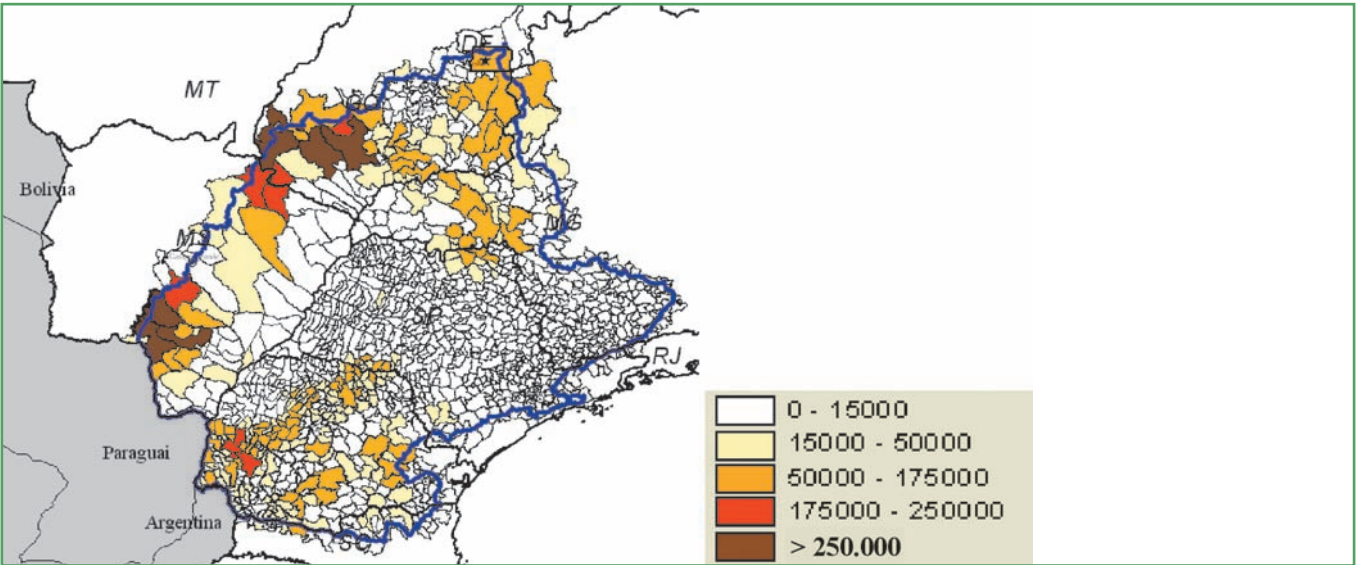 DF
MT
GO
Bolivia
MG
MS
SP
RJ
Paraguai
Argentina
SC
0 - 15000
15000 - 50000
50000 - 175000
175000 - 250000
> 250.000